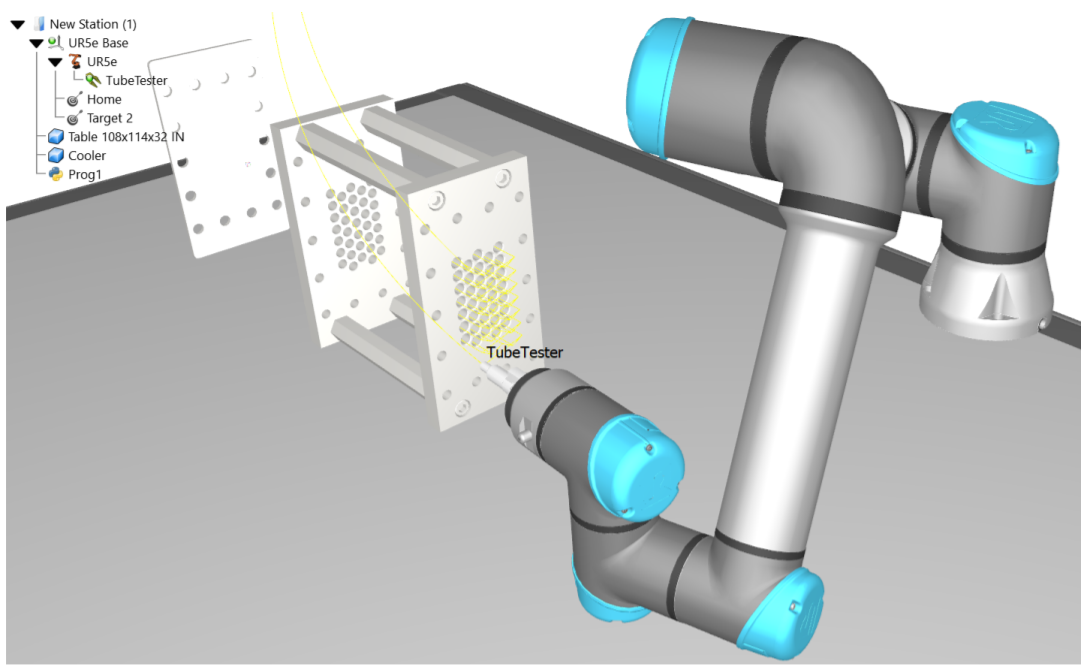 New Station (1)
UR5e Base
UR5e
TubeTester
Home
Target 2
Table 108x114x32 IN
Cooler
Prog1
TubeTester